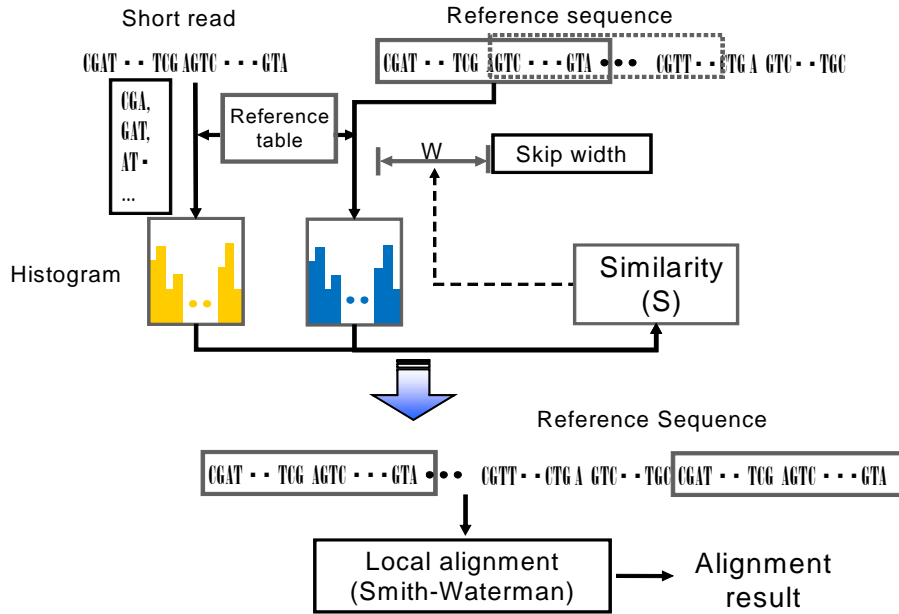 Short read
Reference sequence
CGAT ·· TCG AGTC ···GTA
CGAT ·· TCG AGTC ···GTA••• CGTT··CTG A GTC··TGC
CGA,
GAT,
AT·
...
Reference
table
W
Skip width
Histogram
Similarity
(S)
Reference Sequence
CGAT ·· TCG AGTC ···GTA••• CGTT··CTG A GTC··TGC CGAT ·· TCG AGTC ···GTA
Local alignment
(Smith-Waterman)
Alignment
result